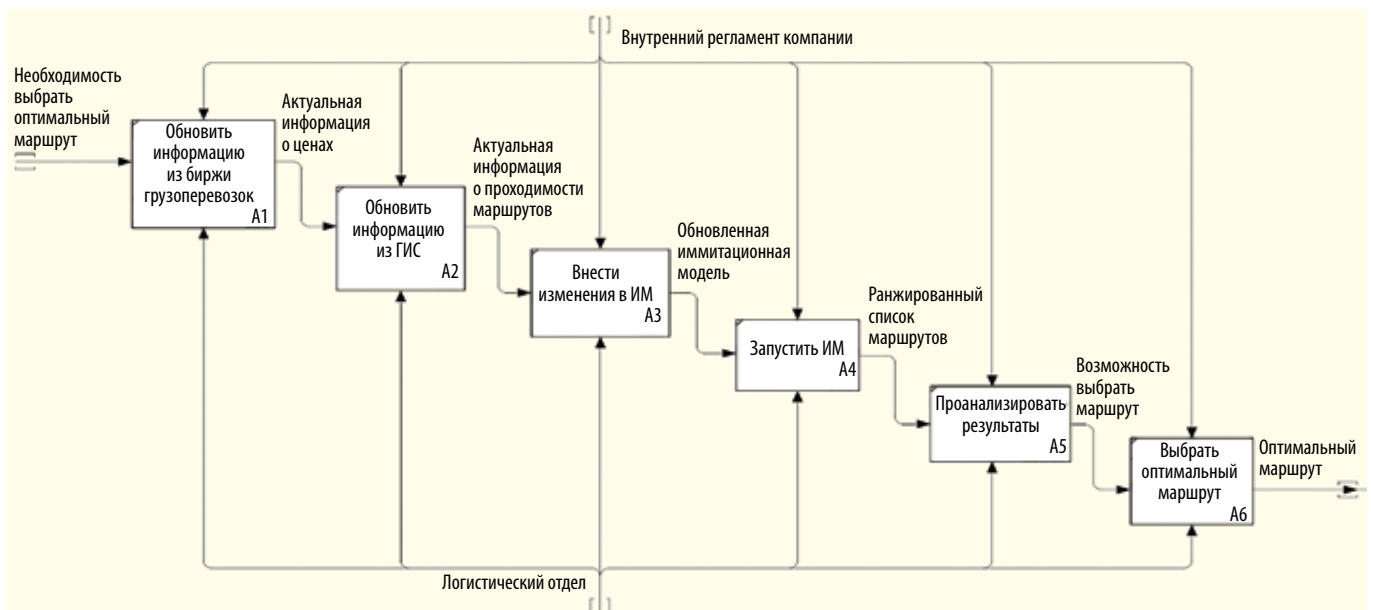 Внутренний регламент компании
Необходимость
выбрать
оптимальный
маршрут
Обновить
информацию
из биржи
грузоперевозок
A1
Актуальная
информация
о ценах
Обновить
информацию
из ГИС
A2
Актуальная
информация
о проходимости
маршрутов
Внести
изменения в ИМ
A3
Обновленная
иммитационная
модель
Запустить ИМ
A4
Ранжированный
список
маршрутов
Проанализировать
результаты
A5
Возможность
выбрать
маршрут
Выбрать
оптимальный
маршрут
A6
Оптимальный
маршрут
Логистический отдел